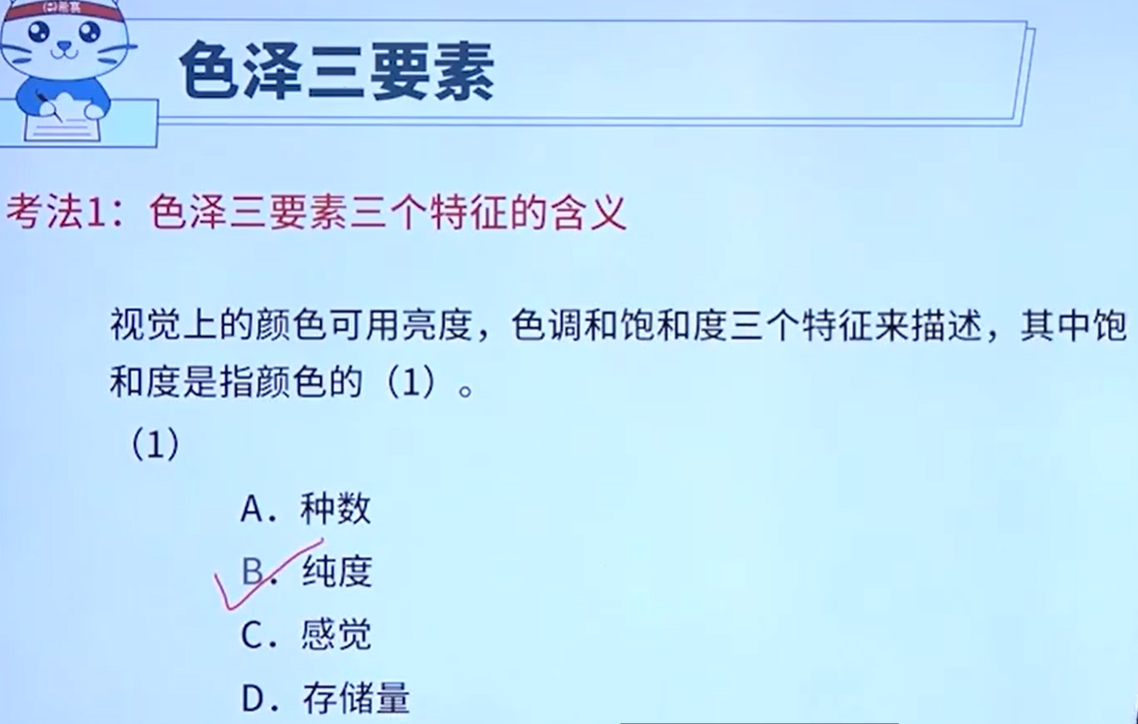 色泽三要素
考法1：色泽三要素三个特征的含义
视觉上的颜色可用亮度，色调和饱和度三个特征来描述，其中饱
和度是指颜色的（1）。
（1）
A．种数
B．纯度
C．感觉
D．存储量